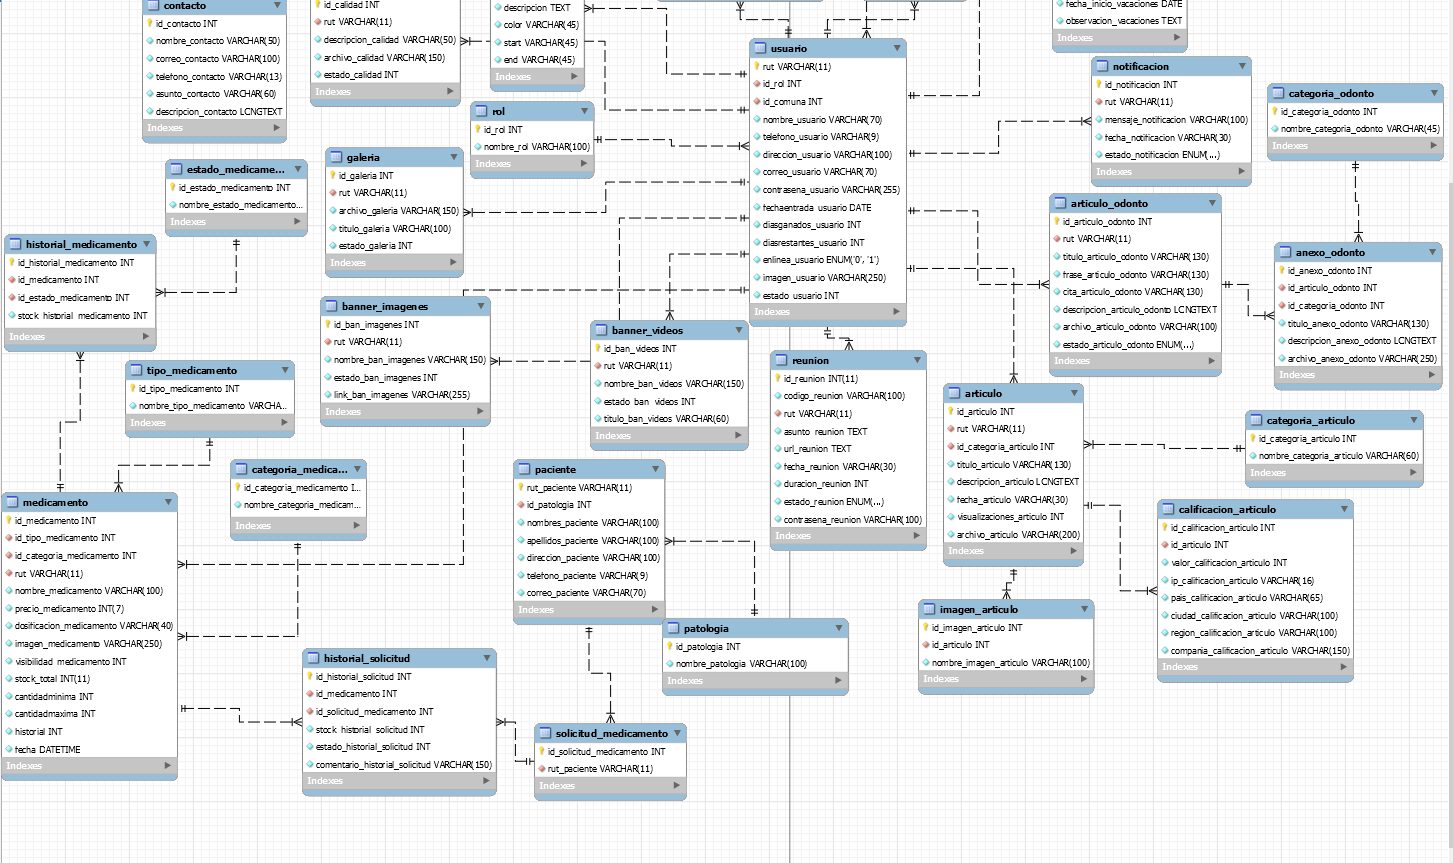 contacto
id_contacto INT
nombre_contacto VARCHAR(50)
correo_contacto VARCHAR(100)
telefono_contacto VARCHAR(13)
asunto_contacto VARCHAR(60)
descripcion_contacto LONGTEXT
Indexes
id_calidad INT
rut VARCHAR(11)
descripcion_calidad VARCHAR(50)
archivo_calidad VARCHAR(150)
estado_calidad INT
Indexes
descripcion TEXT
color VARCHAR(45)
start VARCHAR(45)
end VARCHAR(45)
Indexes
rol
id_rol INT
nombre_rol VARCHAR(100)
Indexes
usuario
rut VARCHAR(11)
id_rol INT
id_comuna INT
nombre_usuario VARCHAR(70)
telefono_usuario VARCHAR(9)
direccion_usuario VARCHAR(100)
correo_usuario VARCHAR(70)
contrasena_usuario VARCHAR(255)
fechaentrada_usuario DATE
diasganados_usuario INT
diasrestantes_usuario INT
enlinea_usuario ENUM('0', '1')
imagen_usuario VARCHAR(250)
estado_usuario INT
Indexes
fecha_inicio_vacaciones DATE
observacion_vacaciones TEXT
Indexes
notificacion
id_notificacion INT
rut VARCHAR(11)
mensaje_notificacion VARCHAR(100)
fecha_notificacion VARCHAR(30)
estado_notificacion ENUM(...)
Indexes
categoria_odonto
id_categoria_odonto INT
nombre_categoria_odonto VARCHAR(45)
Indexes
estado_medicame...
id_estado_medicamento INT
nombre_estado_medicamento...
Indexes
galeria
id_galeria INT
rut VARCHAR(11)
archivo_galeria VARCHAR(150)
titulo_galeria VARCHAR(100)
estado_galeria INT
Indexes
historial_medicamento
id_historial_medicamento INT
id_medicamento INT
id_estado_medicamento INT
stock_historial_medicamento INT
Indexes
articulo_odonto
id_articulo_odonto INT
rut VARCHAR(11)
titulo_articulo_odonto VARCHAR(130)
frase_articulo_odonto VARCHAR(130)
cita_articulo_odonto VARCHAR(130)
descripcion_articulo_odonto LONGTEXT
archivo_articulo_odonto VARCHAR(100)
estado_articulo_odonto ENUM(...)
Indexes
anexo_odonto
id_anexo_odonto INT
id_articulo_odonto INT
id_categoria_odonto INT
titulo_anexo_odonto VARCHAR(130)
descripcion_anexo_odonto LONGTEXT
archivo_anexo_odonto VARCHAR(250)
Indexes
banner_imagenes
id_ban_imagenes INT
rut VARCHAR(11)
nombre_ban_imagenes VARCHAR(150)
estado_ban_imagenes INT
link_ban_imagenes VARCHAR(255)
Indexes
banner_videos
id_ban_videos INT
rut VARCHAR(11)
nombre_ban_videos VARCHAR(150)
estado_ban_videos INT
titulo_ban_videos VARCHAR(60)
Indexes
reunion
id_reunion INT(11)
codigo_reunion VARCHAR(100)
rut VARCHAR(11)
asunto_reunion TEXT
url_reunion TEXT
fecha_reunion VARCHAR(30)
duracion_reunion INT
estado_reunion ENUM(...)
contrasena_reunion VARCHAR(100)
Indexes
articulo
id_articulo INT
rut VARCHAR(11)
id_categoria_articulo INT
titulo_articulo VARCHAR(130)
descripcion_articulo LONGTEXT
fecha_articulo VARCHAR(30)
visualizaciones_articulo INT
archivo_articulo VARCHAR(200)
Indexes
categoria_articulo
id_categoria_articulo INT
nombre_categoria_articulo VARCHAR(60)
Indexes
tipo_medicamento
id_tipo_medicamento INT
nombre_tipo_medicamento VARCHA...
Indexes
categoria_medica...
id_categoria_medicamento I...
nombre_categoria_medicam...
Indexes
medicamento
id_medicamento INT
id_tipo_medicamento INT
id_categoria_medicamento INT
rut VARCHAR(11)
nombre_medicamento VARCHAR(100)
precio_medicamento INT(7)
dosificacion_medicamento VARCHAR(40)
imagen_medicamento VARCHAR(250)
visibilidad_medicamento INT
stock_total INT(11)
cantidadminima INT
cantidadmaxima INT
historial INT
fecha DATETIME
Indexes
paciente
rut_paciente VARCHAR(11)
id_patologia INT
nombres_paciente VARCHAR(100)
apellidos_paciente VARCHAR(100)
direccion_paciente VARCHAR(100)
telefono_paciente VARCHAR(9)
correo_paciente VARCHAR(70)
Indexes
calificacion_articulo
id_calificacion_articulo INT
id_articulo INT
valor_calificacion_articulo INT
ip_calificacion_articulo VARCHAR(16)
pais_calificacion_articulo VARCHAR(65)
ciudad_calificacion_articulo VARCHAR(100)
region_calificacion_articulo VARCHAR(100)
compania_calificacion_articulo VARCHAR(150)
Indexes
imagen_articulo
id_imagen_articulo INT
id_articulo INT
nombre_imagen_articulo VARCHAR(100)
Indexes
patologia
id_patologia INT
nombre_patologia VARCHAR(100)
Indexes
historial_solicitud
id_historial_solicitud INT
id_medicamento INT
id_solicitud_medicamento INT
stock_historial_solicitud INT
estado_historial_solicitud INT
comentario_historial_solicitud VARCHAR(150)
Indexes
solicitud_medicamento
id_solicitud_medicamento INT
rut_paciente VARCHAR(11)
Indexes